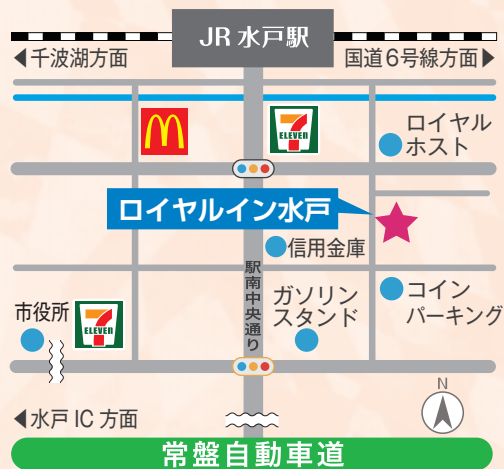 JR 水戸駅
◀千波湖方面
国道6号線方面▶
7
ELEVEN
ロイヤル
ホスト
ロイヤルイン水戸
信用金庫
駅南中央通り
市役所
7
ELEVEN
ガソリン
スタンド
コイン
パーキング
N
◀水戸 IC 方面
常盤自動車道